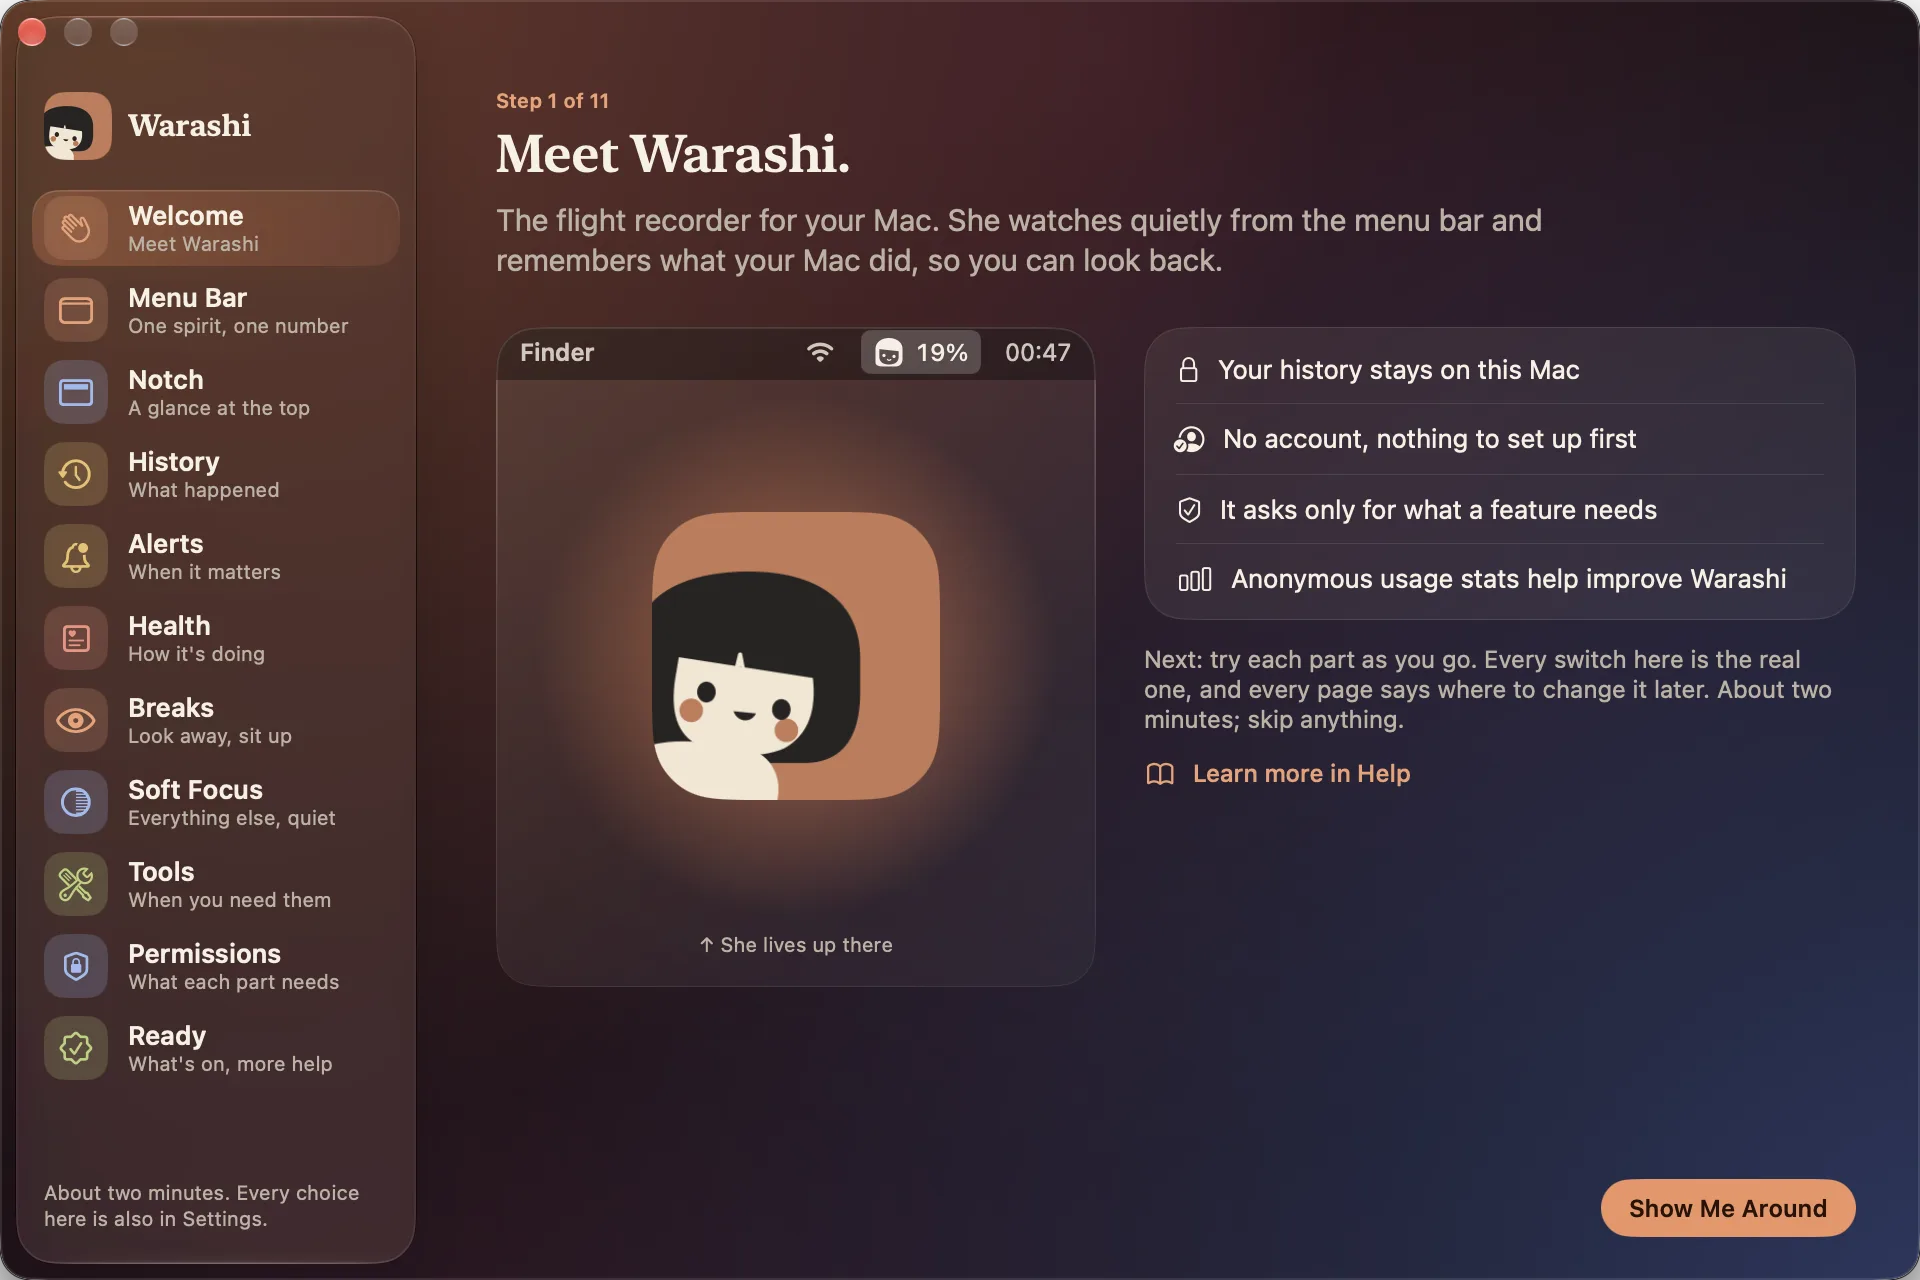 Warashi
Welcome
Meet Warashi
Menu Bar
One spirit, one number
Notch
A glance at the top
History
What happened
Alerts
When it matters
Health
How it's doing
Breaks
Look away, sit up
Soft Focus
Everything else, quiet
Tools
When you need them
Permissions
What each part needs
Ready
What's on, more help
About two minutes. Every choice
here is also in Settings.
Step 1 of 11
Meet Warashi.
The flight recorder for your Mac. She watches quietly from the menu bar and
remembers what your Mac did, so you can look back.
Finder 19% 00:47
↑ She lives up there
Your history stays on this Mac
No account, nothing to set up first
It asks only for what a feature needs
Anonymous usage stats help improve Warashi
Next: try each part as you go. Every switch here is the real
one, and every page says where to change it later. About two
minutes; skip anything.
Learn more in Help
Show Me Around